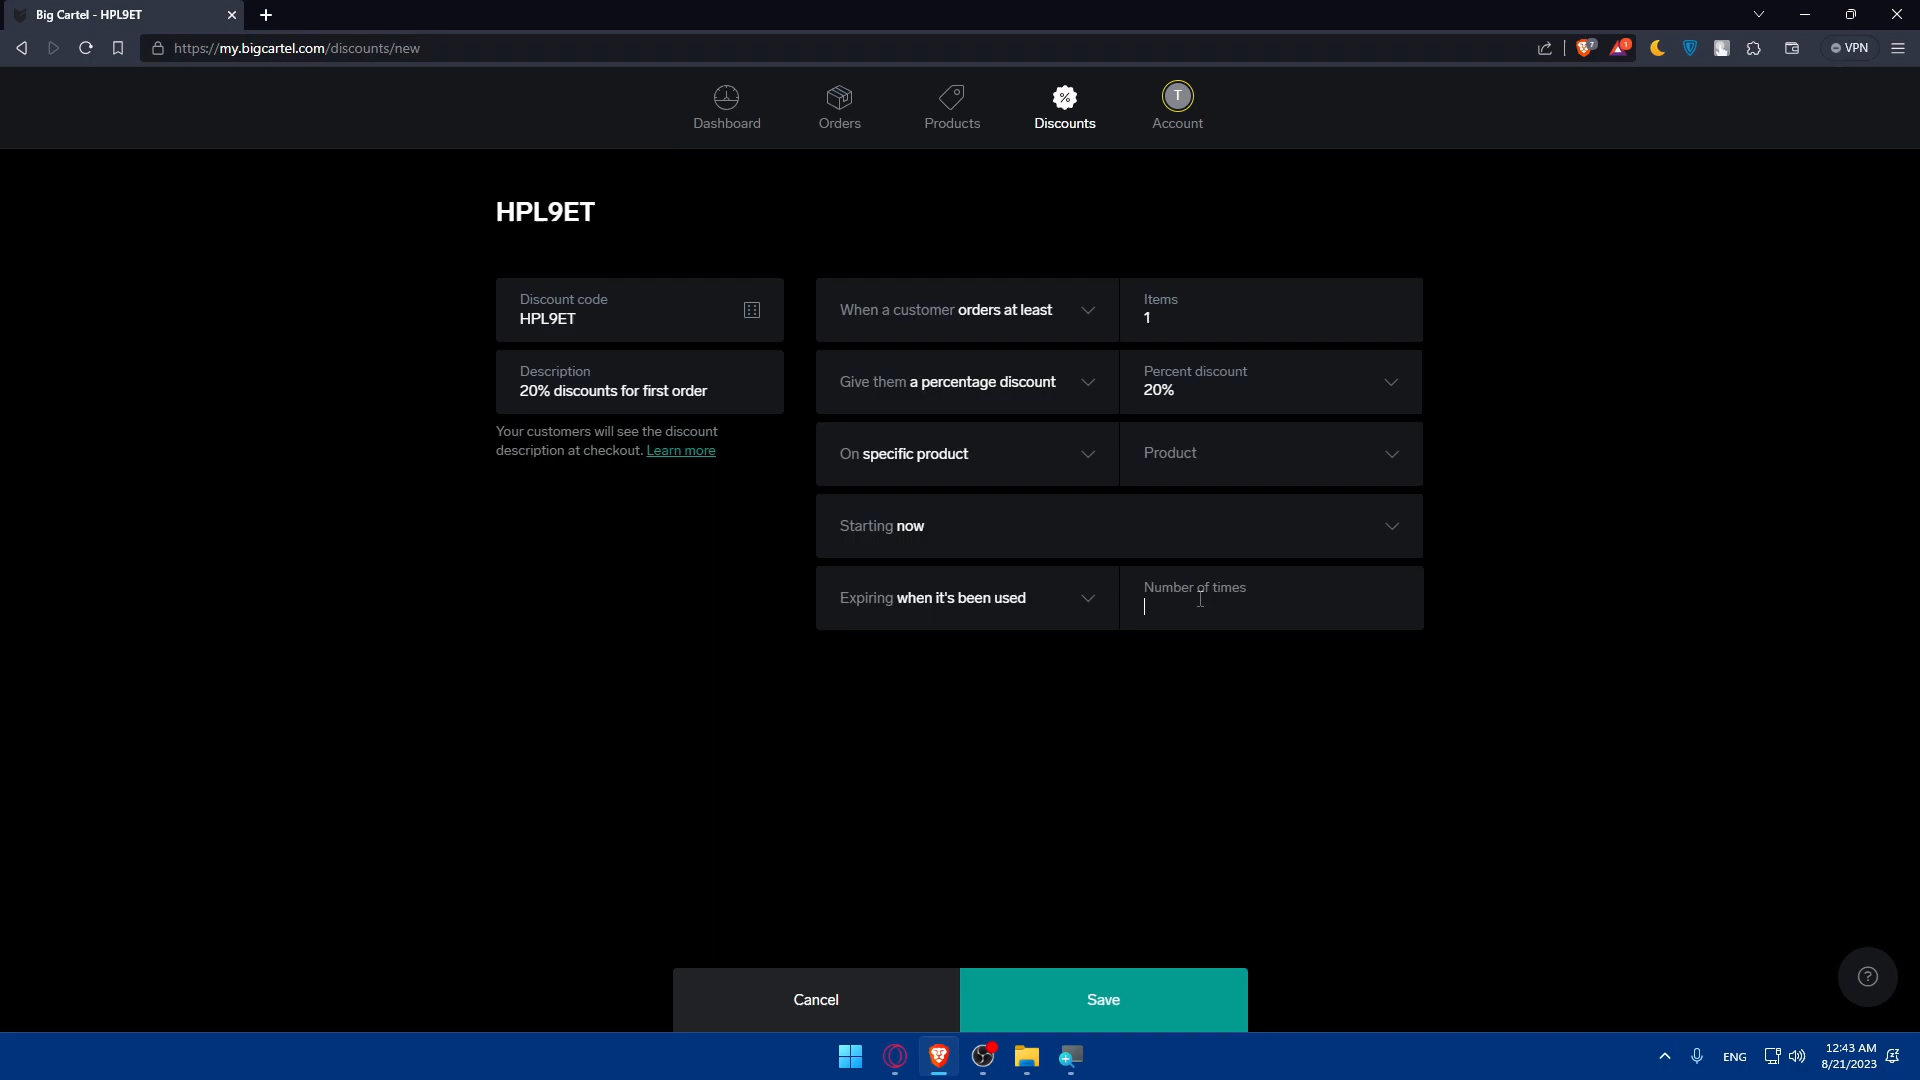 Big Cartel - HPL9ET
https://my.bigcartel.com/discounts/new
7
1
VPN
Dashboard
Orders
Products
Discounts
T
Account
HPL9ET
Discount code
HPL9ET
When a customer orders at least
Items
1
Description
20% discounts for first order
Give them a percentage discount
Percent discount
20%
Your customers will see the discount
description at checkout. Learn more
On specific product
Product
Starting now
Expiring when it's been used
Number of times
Cancel
Save
ENG
12:43 AM
8/21/2023